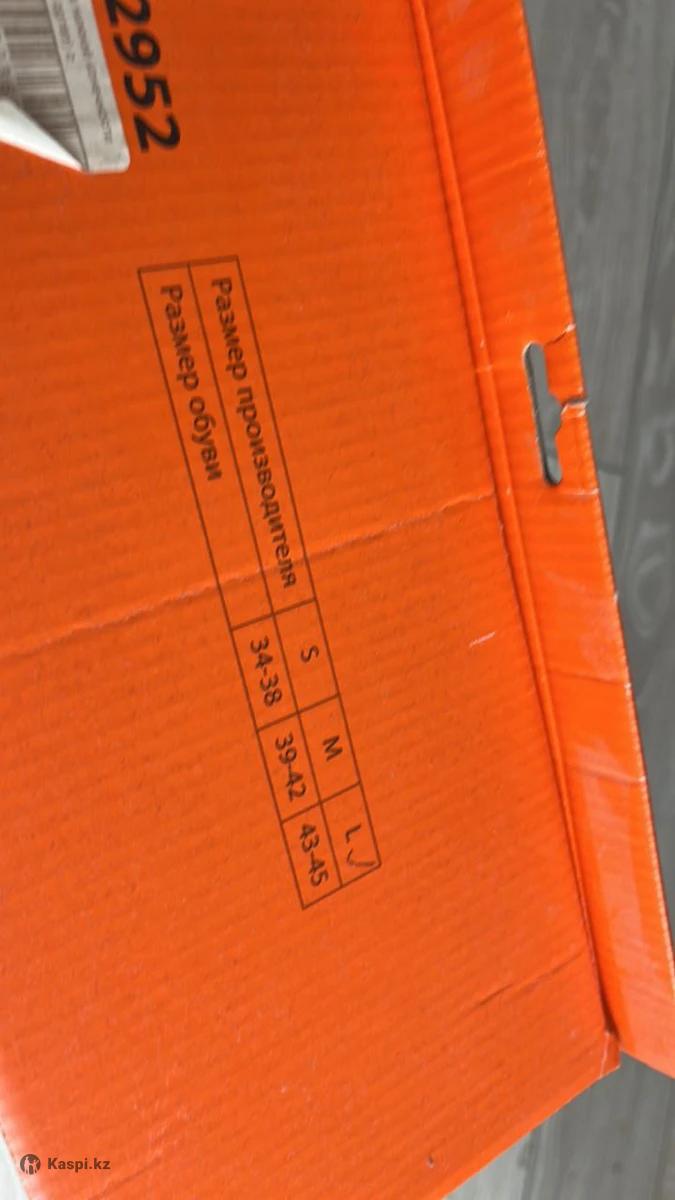 2952
Размер производителя S M L ✓
Размер обуви 34-38 39-42 43-45
Kaspi.kz